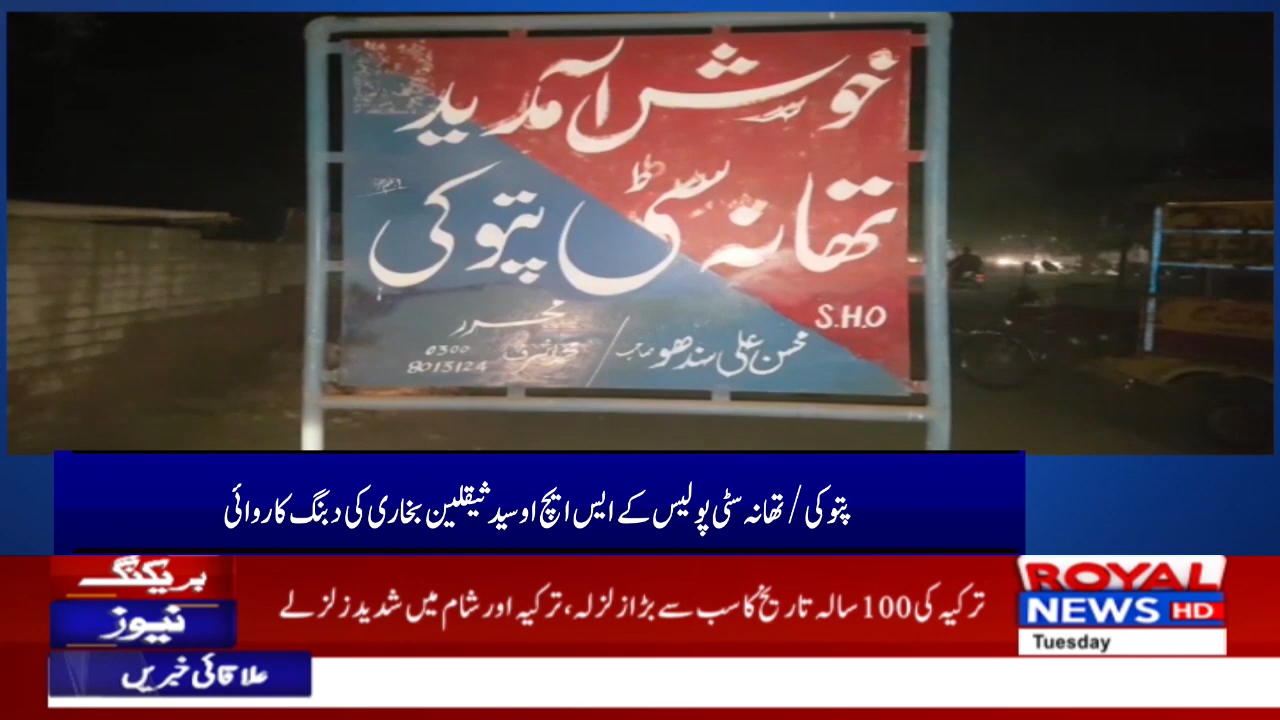 خوش آمدید
تھانہ سٹی پتوکی
S.H.O
محسن علی سندھو صاحب / محرر
0300
8013124
پتوکی / تھانہ سٹی پولیس کے ایس ایچ او سید ثیقلین بخاری کی دبنگ کاروائی
بریکنگ
نیوز
ترکیہ کی 100 سالہ تاریخ کا سب سے بڑا زلزلہ، ترکیہ اور شام میں شدید زلزلے
ROYAL
NEWS HD
Tuesday
علاقائی خبریں